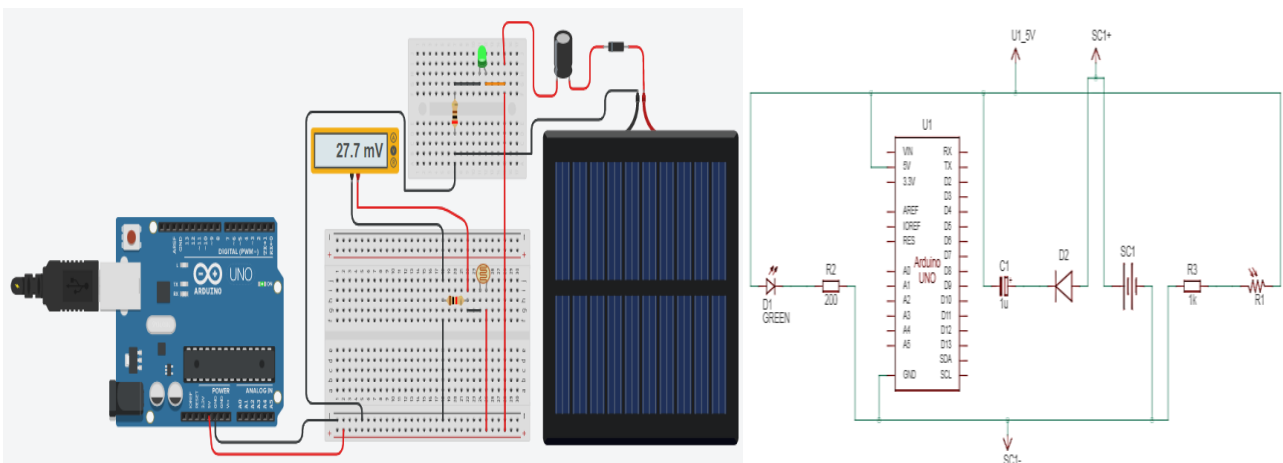 27.7 mV
DIGITAL (PWM~)
UNO
ARDUINO
ON
POWER
ANALOG IN
U1_5V
SC1+
U1
VIN
5V
3.3V
AREF
IOREF
RES
A0
A1
A2
A3
A4
A5
GND
Arduino
UNO
RX
TX
D2
D3
D4
D5
D6
D7
D8
D9
D10
D11
D12
D13
SDA
SCL
D1
GREEN
R2
200
C1
1u
D2
SC1
R3
1k
R1
SC1-